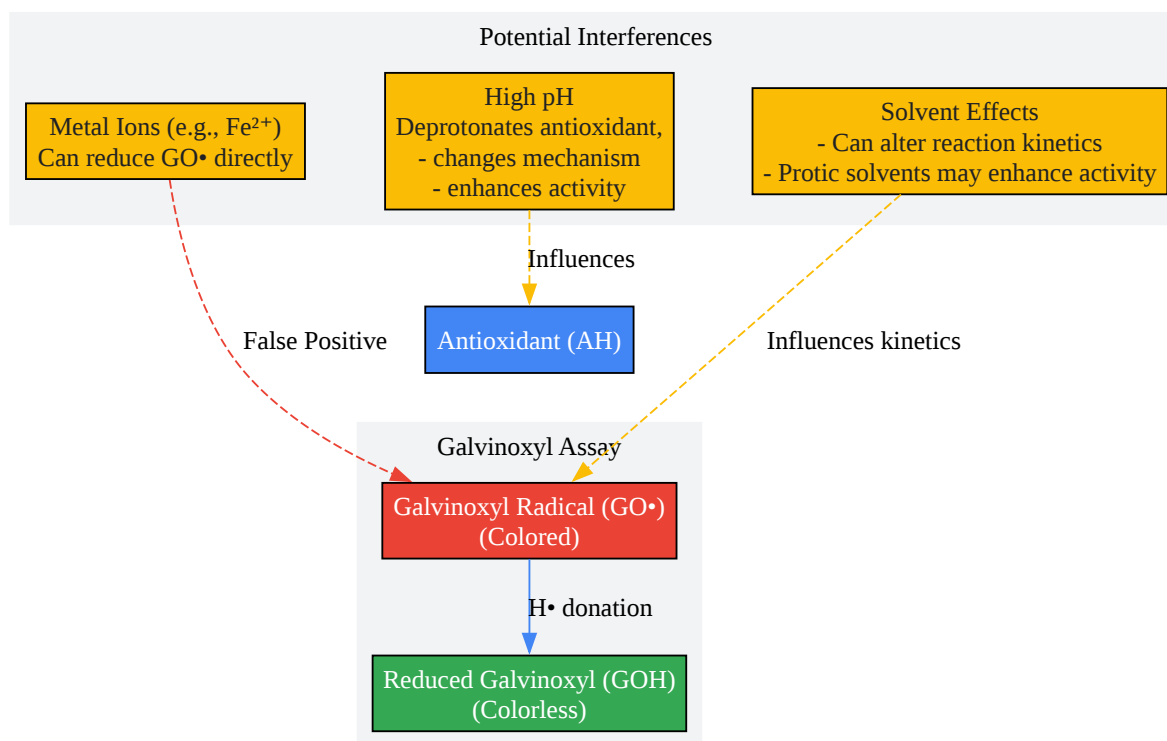 Potential Interferences
Metal Ions (e.g., Fe²⁺)
Can reduce GO• directly
High pH
Deprotonates antioxidant,
- changes mechanism
- enhances activity
Solvent Effects
- Can alter reaction kinetics
- Protic solvents may enhance activity
Influences
False Positive
Antioxidant (AH)
Influences kinetics
Galvinoxyl Assay
Galvinoxyl Radical (GO•)
(Colored)
H• donation
Reduced Galvinoxyl (GOH)
(Colorless)